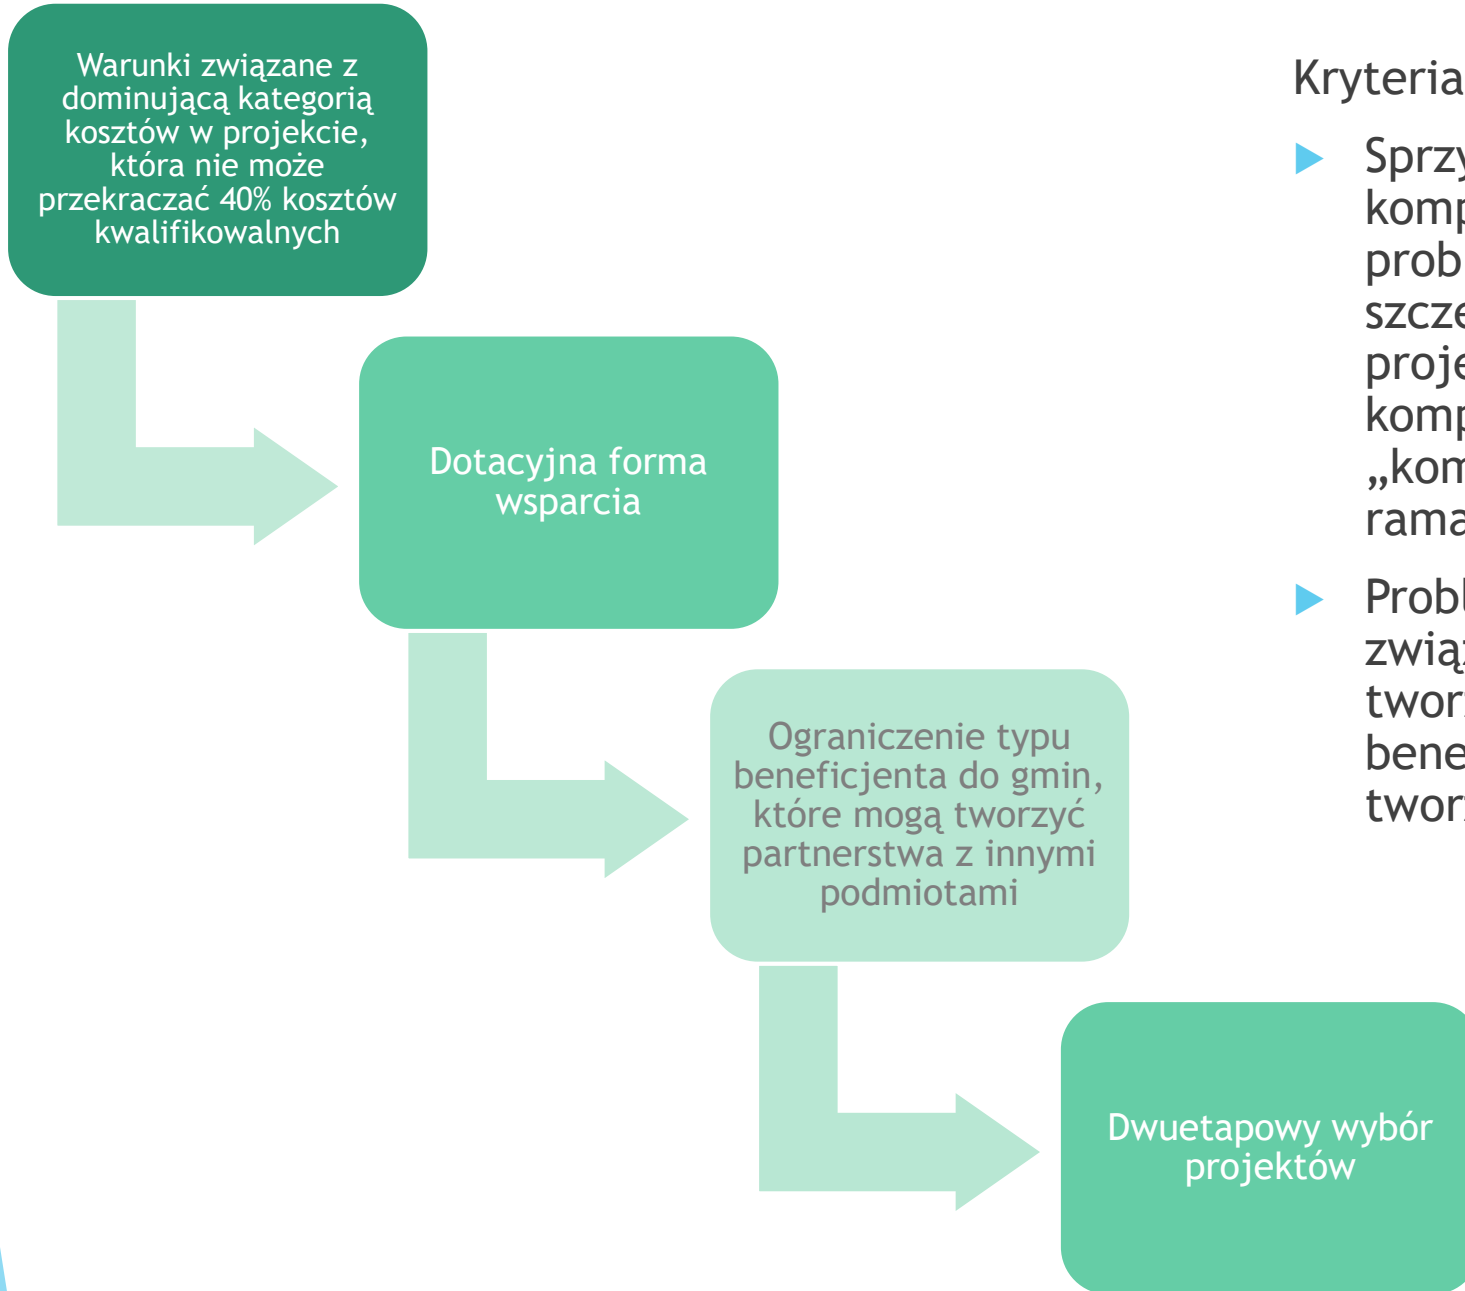 Warunki związane z
dominującą kategorią
kosztów w projekcie,
która nie może
przekraczać 40% kosztów
kwalifikowalnych
Dotacyjna forma
wsparcia
Ograniczenie typu
beneficjenta do gmin,
które mogą tworzyć
partnerstwa z innymi
podmiotami
Dwuetapowy wybór
projektów
Kryteria